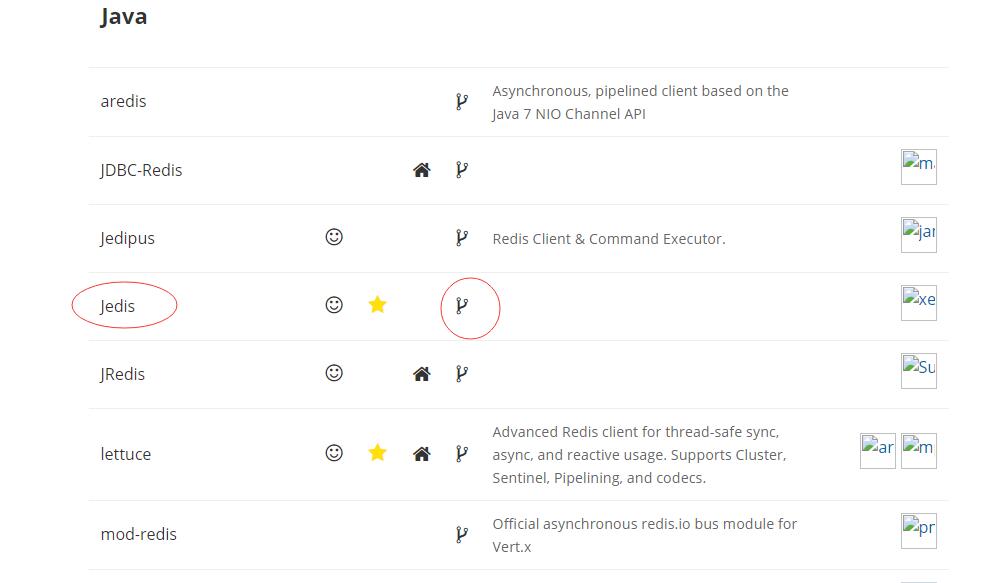 Java
aredis
Asynchronous, pipelined client based on the
Java 7 NIO Channel API
JDBC-Redis
m
Jedipus
Redis Client & Command Executor.
jar
Jedis
xe
JRedis
Su
lettuce
Advanced Redis client for thread-safe sync,
async, and reactive usage. Supports Cluster,
Sentinel, Pipelining, and codecs.
ar
m
mod-redis
Official asynchronous redis.io bus module for
Vert.x
pr